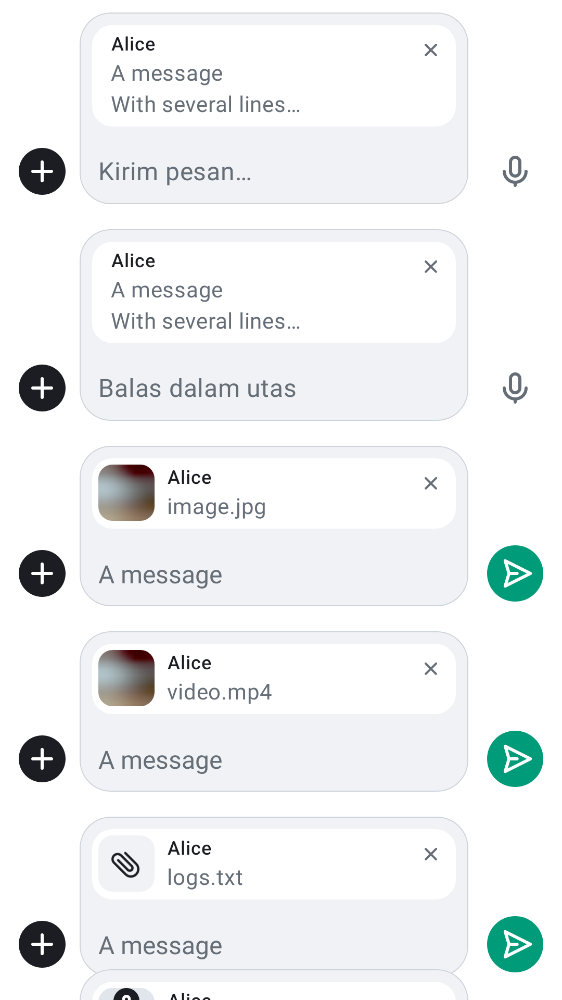 Alice
A message
With several lines…
Kirim pesan…
Alice
A message
With several lines…
Balas dalam utas
Alice
image.jpg
A message
Alice
video.mp4
A message
Alice
logs.txt
A message
Alice